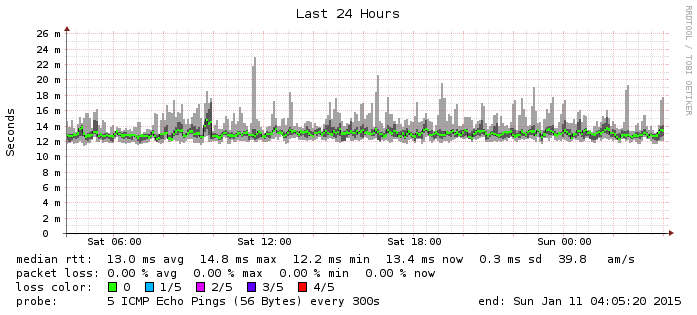 Last 24 Hours
RRDTOOL / TOBI OETIKER
Seconds
26 m
24 m
22 m
20 m
18 m
16 m
14 m
12 m
10 m
8 m
6 m
4 m
2 m
0
Sat 06:00 Sat 12:00 Sat 18:00 Sun 00:00
median rtt: 13.0 ms avg 14.8 ms max 12.2 ms min 13.4 ms now 0.3 ms sd 39.8 am/s
packet loss: 0.00 % avg 0.00 % max 0.00 % min 0.00 % now
loss color: 0 1/5 2/5 3/5 4/5
probe: 5 ICMP Echo Pings (56 Bytes) every 300s end: Sun Jan 11 04:05:20 2015